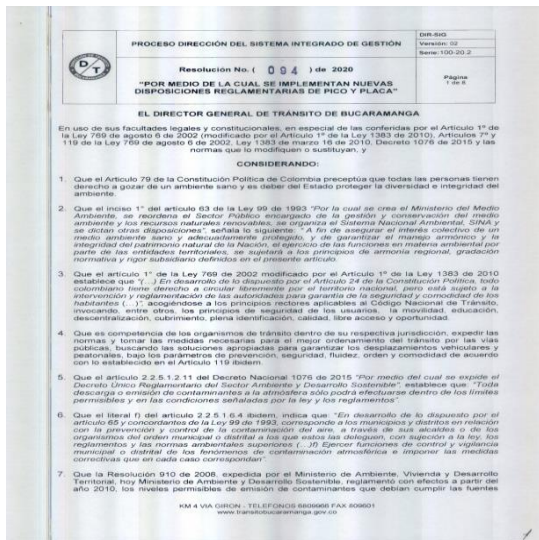 DIR-SIG
PROCESO DIRECCIÓN DEL SISTEMA INTEGRADO DE GESTIÓN
Versión: 02
Serie:100-20.2
DT
Resolución No. ( 094 ) de 2020
Página
1 de 8
"POR MEDIO DE LA CUAL SE IMPLEMENTAN NUEVAS
DISPOSICIONES REGLAMENTARIAS DE PICO Y PLACA"
EL DIRECTOR GENERAL DE TRÁNSITO DE BUCARAMANGA
En uso de sus facultades legales y constitucionales, en especial de las conferidas por el Artículo 1º de
la Ley 769 de agosto 6 de 2002 (modificado por el Artículo 1º de la Ley 1383 de 2010), Artículos 7º y
119 de la Ley 769 de agosto 6 de 2002, Ley 1383 de marzo 16 de 2010, Decreto 1076 de 2015 y las
normas que lo modifiquen o sustituyan, y
CONSIDERANDO:
1. Que el Artículo 79 de la Constitución Política de Colombia preceptúa que todas las personas tienen
derecho a gozar de un ambiente sano y es deber del Estado proteger la diversidad e integridad del
ambiente.
2. Que el inciso 1° del artículo 63 de la Ley 99 de 1993 "Por la cual se crea el Ministerio del Medio
Ambiente, se reordena el Sector Público encargado de la gestión y conservación del medio
ambiente y los recursos naturales renovables, se organiza el Sistema Nacional Ambiental, SINA y
se dictan otras disposiciones", señala lo siguiente: " A fin de asegurar el interés colectivo de un
medio ambiente sano y adecuadamente protegido, y de garantizar el manejo armónico y la
integridad del patrimonio natural de la Nación, el ejercicio de las funciones en materia ambiental por
parte de las entidades territoriales, se sujetará a los principios de armonía regional, gradación
normativa y rigor subsidiario definidos en el presente artículo.
3. Que el artículo 1° de la Ley 769 de 2002 modificado por el Artículo 1º de la Ley 1383 de 2010
establece que "(...) En desarrollo de lo dispuesto por el Artículo 24 de la Constitución Política, todo
colombiano tiene derecho a circular libremente por el territorio nacional, pero está sujeto a la
intervención y reglamentación de las autoridades para garantía de la seguridad y comodidad de los
habitantes (...)", acogiéndose a los principios rectores aplicables al Código Nacional de Tránsito,
invocando, entre otros, los principios de seguridad de los usuarios, la movilidad, educación,
descentralización, cubrimiento, plena identificación, calidad, libre acceso y oportunidad.
4. Que es competencia de los organismos de tránsito dentro de su respectiva jurisdicción, expedir las
normas y tomar las medidas necesarias para el mejor ordenamiento del tránsito por las vías
públicas, buscando las soluciones apropiadas para garantizar los desplazamientos vehiculares y
peatonales, bajo los parámetros de prevención, seguridad, fluidez, orden y comodidad de acuerdo
con lo establecido en el Artículo 119 ibidem.
5. Que el artículo 2.2.5.1.2.11 del Decreto Nacional 1076 de 2015 "Por medio del cual se expide el
Decreto Único Reglamentario del Sector Ambiente y Desarrollo Sostenible", establece que: "Toda
descarga o emisión de contaminantes a la atmósfera sólo podrá efectuarse dentro de los límites
permisibles y en las condiciones señaladas por la ley y los reglamentos".
6. Que el literal f) del artículo 2.2.5.1.6.4 ibidem, indica que: "En desarrollo de lo dispuesto por el
artículo 65 y concordantes de la Ley 99 de 1993, corresponde a los municipios y distritos en relación
con la prevención y control de la contaminación del aire, a través de sus alcaldes o de los
organismos del orden municipal o distrital a los que estos las deleguen, con sujeción a la ley, los
reglamentos y las normas ambientales superiores (...)f) Ejercer funciones de control y vigilancia
municipal o distrital de los fenómenos de contaminación atmosférica e imponer las medidas
correctivas que en cada caso correspondan"
7. Que la Resolución 910 de 2008, expedida por el Ministerio de Ambiente, Vivienda y Desarrollo
Territorial, hoy Ministerio de Ambiente y Desarrollo Sostenible, reglamentó con efectos a partir del
año 2010, los niveles permisibles de emisión de contaminantes que debían cumplir las fuentes
KM 4 VIA GIRON - TELEFONOS 6809966 FAX 809601
www.transitobucaramanga.gov.co